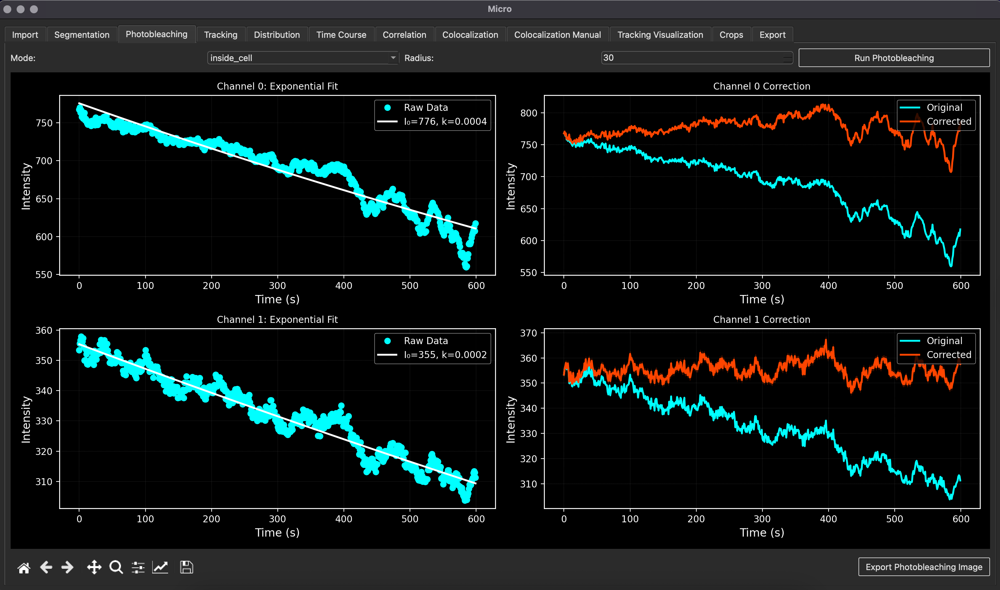 Micro
Import Segmentation Photobleaching Tracking Distribution Time Course Correlation Colocalization Colocalization Manual Tracking Visualization Crops Export
Mode: inside_cell Radius: 30 Run Photobleaching
Channel 0: Exponential Fit
Raw Data
I₀=776, k=0.0004
750
700
650
600
550
Intensity
0 100 200 300 400 500 600
Time (s)
Channel 0 Correction
Original
Corrected
800
750
700
650
600
550
Intensity
0 100 200 300 400 500 600
Time (s)
Channel 1: Exponential Fit
Raw Data
I₀=355, k=0.0002
360
350
340
330
320
310
Intensity
0 100 200 300 400 500 600
Time (s)
Channel 1 Correction
Original
Corrected
370
360
350
340
330
320
310
Intensity
0 100 200 300 400 500 600
Time (s)
Export Photobleaching Image